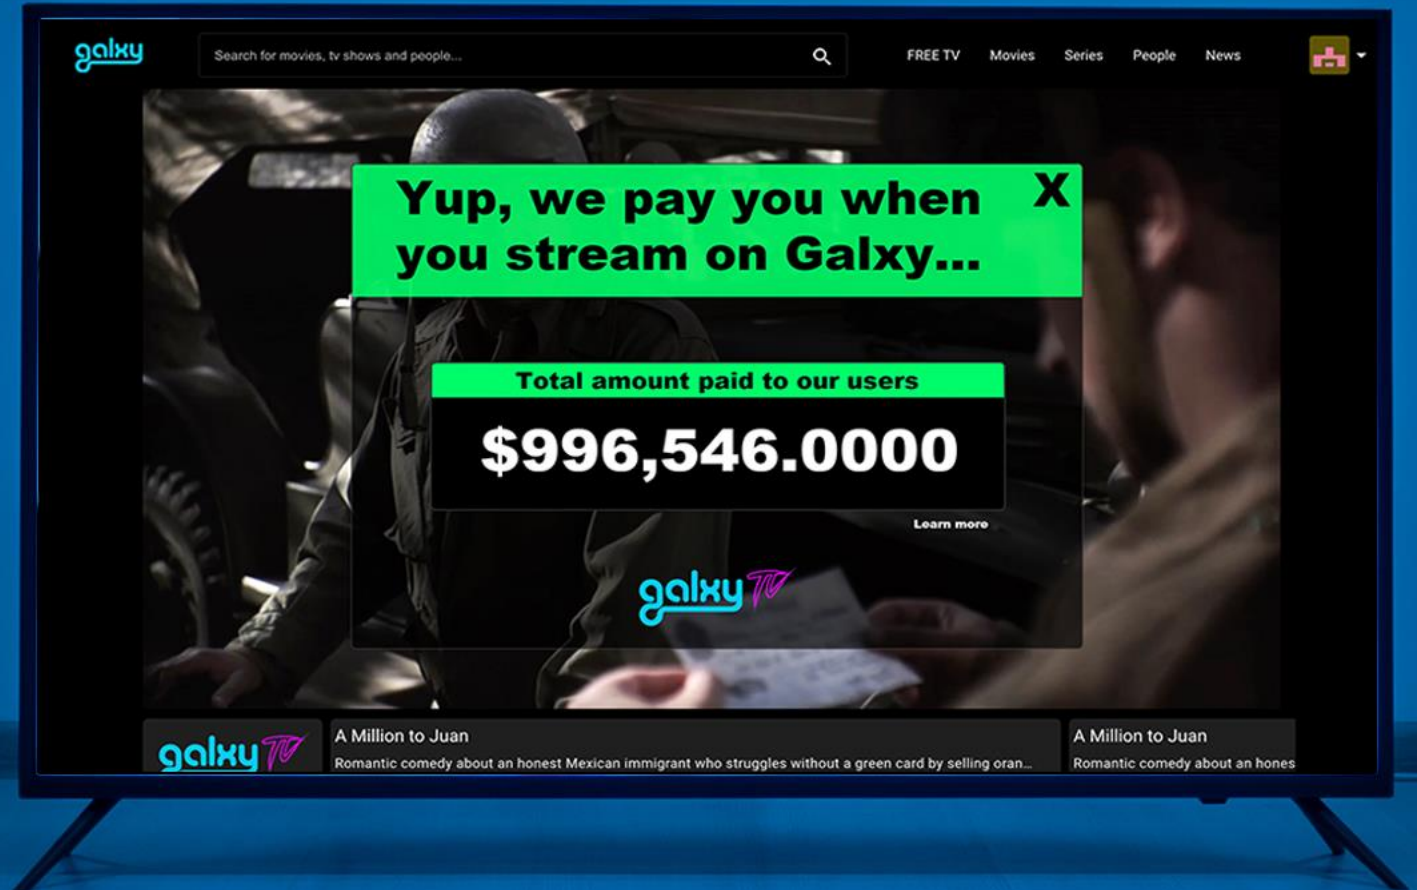 galxy
Search for movies, tv shows and people...
FREE TV
Movies
Series
People
News
Yup, we pay you when
you stream on Galxy...
X
Total amount paid to our users
$996,546.0000
Learn more
galxy TV
galxy TV
A Million to Juan
Romantic comedy about an honest Mexican immigrant who struggles without a green card by selling oran...
A Million to Juan
Romantic comedy about an hones